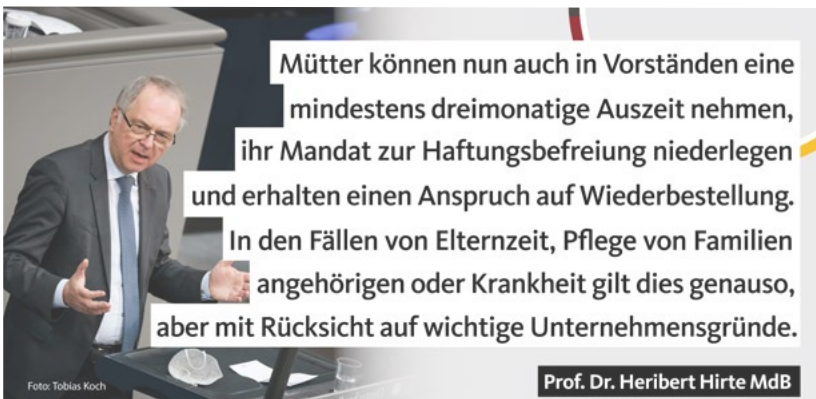 Mütter können nun auch in Vorständen eine
mindestens dreimonatige Auszeit nehmen,
ihr Mandat zur Haftungsbefreiung niederlegen
und erhalten einen Anspruch auf Wiederbestellung.
In den Fällen von Elternzeit, Pflege von Familien
angehörigen oder Krankheit gilt dies genauso,
aber mit Rücksicht auf wichtige Unternehmensgründe.
Prof. Dr. Heribert Hirte MdB
Foto: Tobias Koch